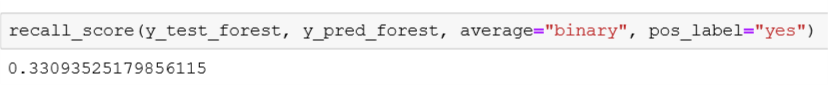 recall_score(y_test_forest, y_pred_forest, average="binary", pos_label="yes")
0.33093525179856115